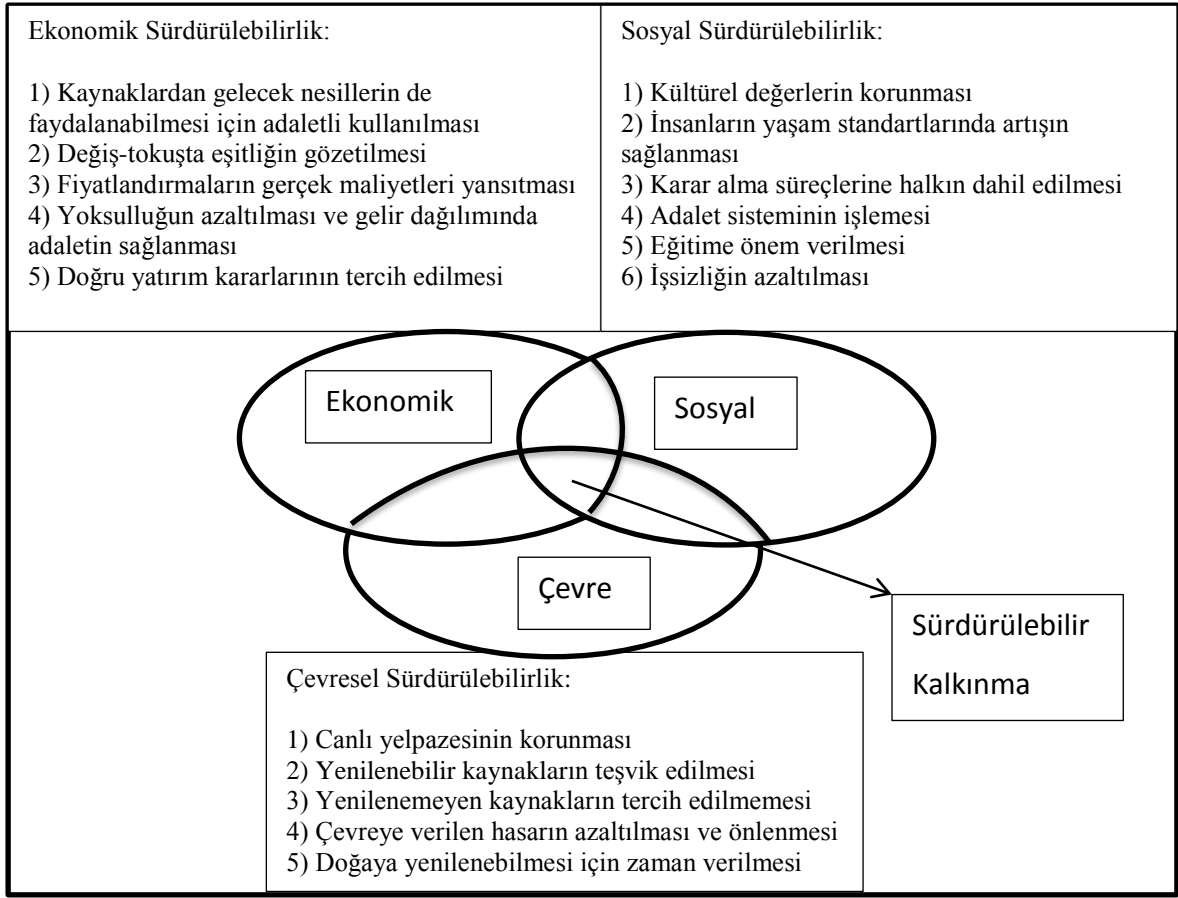 Ekonomik Sürdürülebilirlik:
1) Kaynaklardan gelecek nesillerin de
faydalanabilmesi için adaletli kullanılması
2) Değiş-tokuşta eşitliğin gözetilmesi
3) Fiyatlandırmaların gerçek maliyetleri yansıtması
4) Yoksulluğun azaltılması ve gelir dağılımında
adaletin sağlanması
5) Doğru yatırım kararlarının tercih edilmesi
Sosyal Sürdürülebilirlik:
1) Kültürel değerlerin korunması
2) İnsanların yaşam standartlarında artışın
sağlanması
3) Karar alma süreçlerine halkın dahil edilmesi
4) Adalet sisteminin işlemesi
5) Eğitime önem verilmesi
6) İşsizliğin azaltılması
Ekonomik
Sosyal
Çevre
Sürdürülebilir
Kalkınma
Çevresel Sürdürülebilirlik:
1) Canlı yelpazesinin korunması
2) Yenilenebilir kaynakların teşvik edilmesi
3) Yenilenemeyen kaynakların tercih edilmemesi
4) Çevreye verilen hasarın azaltılması ve önlenmesi
5) Doğaya yenilenebilmesi için zaman verilmesi